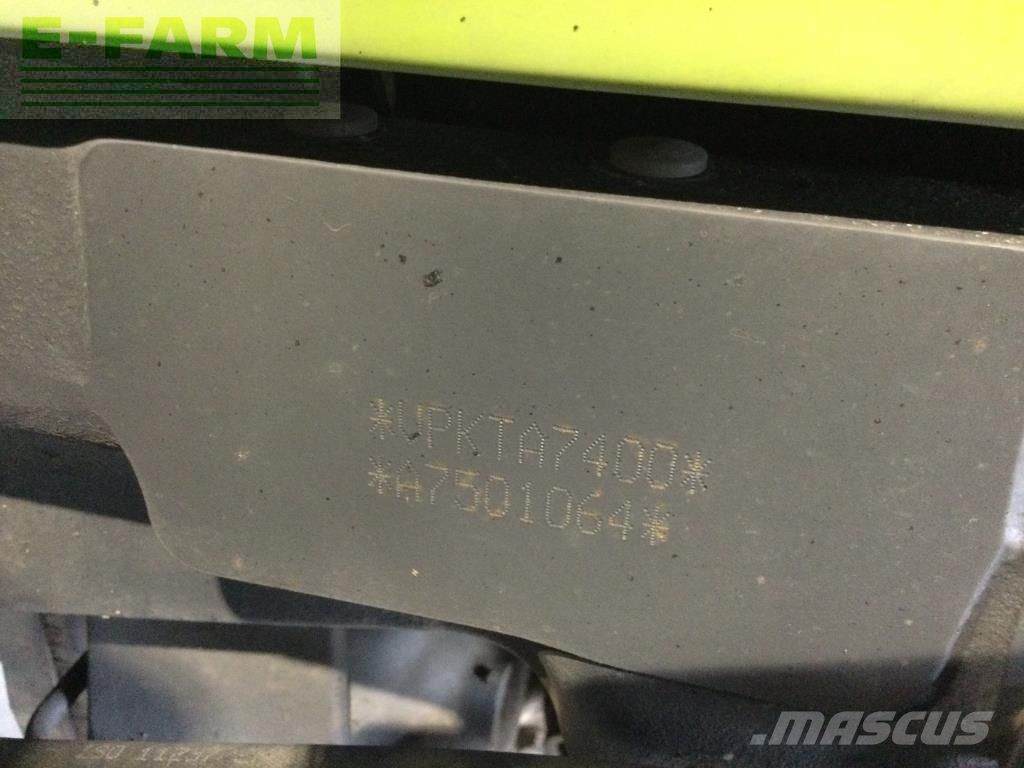 E-FARM
*VPKTA7400*
*A7501064*
MASCUS